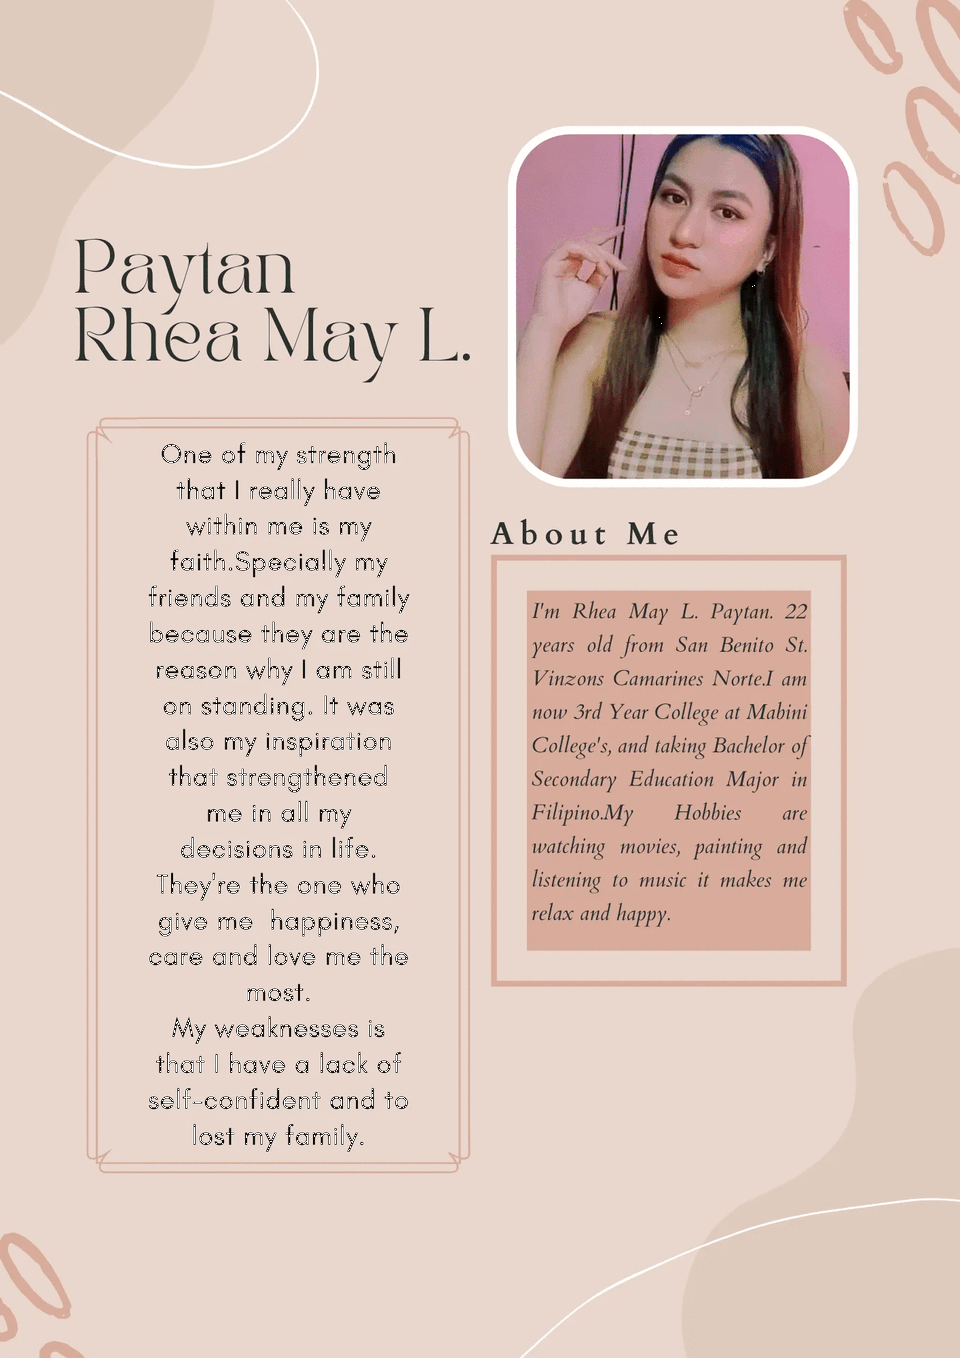 Paytan
Rhea May L.
One of my strength
that I really have
within me is my
faith.Specially my
friends and my family
because they are the
reason why I am still
on standing. It was
also my inspiration
that strengthened
me in all my
decisions in life.
They're the one who
give me  happiness,
care and love me the
most.
My weaknesses is
that I have a lack of
self-confident and to
lost my family.
About Me
I'm Rhea May L. Paytan. 22
years old from San Benito St.
Vinzons Camarines Norte.I am
now 3rd Year College at Mabini
College's, and taking Bachelor of
Secondary Education Major in
Filipino.My Hobbies are
watching movies, painting and
listening to music it makes me
relax and happy.